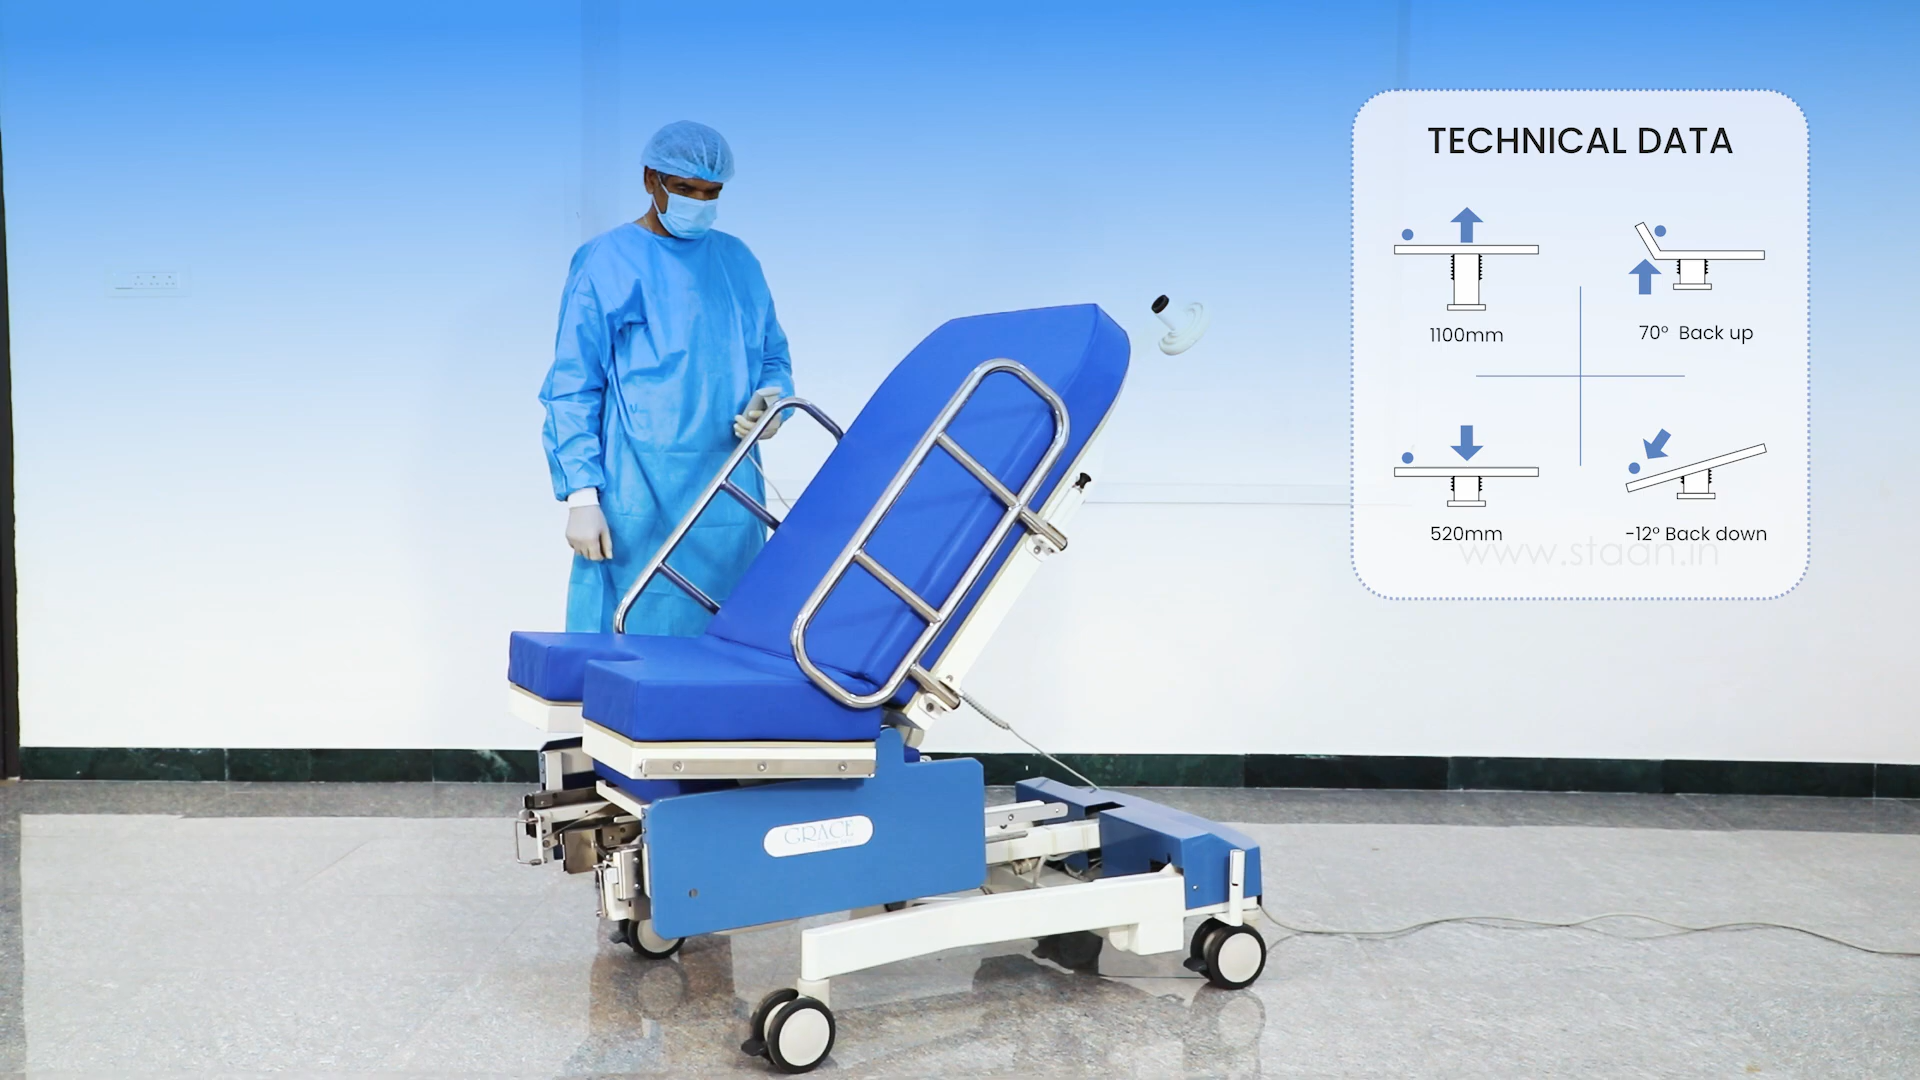 TECHNICAL DATA
1100mm
70° Back up
520mm
-12° Back down
www.staan.in
GRACE